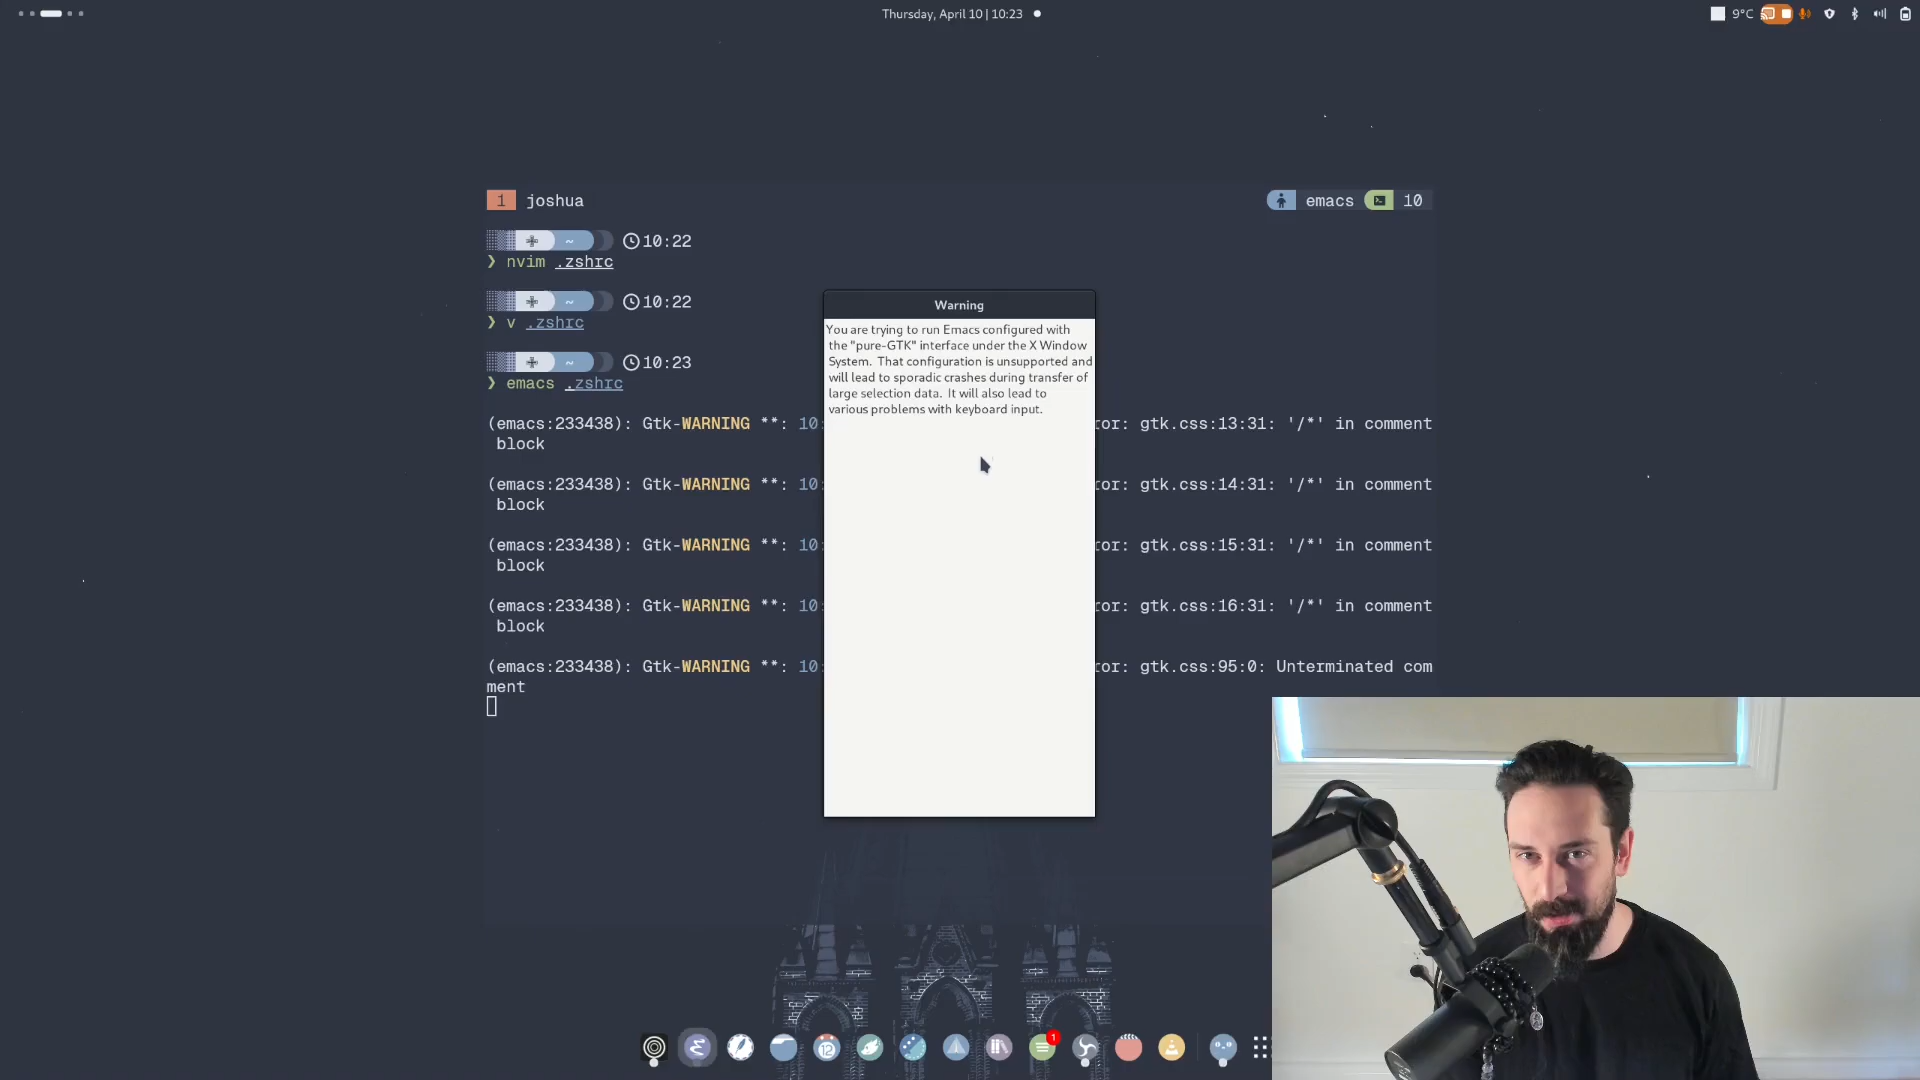 Thursday, April 10 | 10:23
9°C
1 joshua
emacs 10
~ 10:22
❯ nvim .zshrc
~ 10:22
❯ v .zshrc
~ 10:23
❯ emacs .zshrc
(emacs:233438): Gtk-WARNING **: 10: ror: gtk.css:13:31: '/*' in comment
block
(emacs:233438): Gtk-WARNING **: 10: ror: gtk.css:14:31: '/*' in comment
block
(emacs:233438): Gtk-WARNING **: 10: ror: gtk.css:15:31: '/*' in comment
block
(emacs:233438): Gtk-WARNING **: 10: ror: gtk.css:16:31: '/*' in comment
block
(emacs:233438): Gtk-WARNING **: 10: ror: gtk.css:95:0: Unterminated com
ment
Warning
You are trying to run Emacs configured with
the "pure-GTK" interface under the X Window
System. That configuration is unsupported and
will lead to sporadic crashes during transfer of
large selection data. It will also lead to
various problems with keyboard input.
12
1